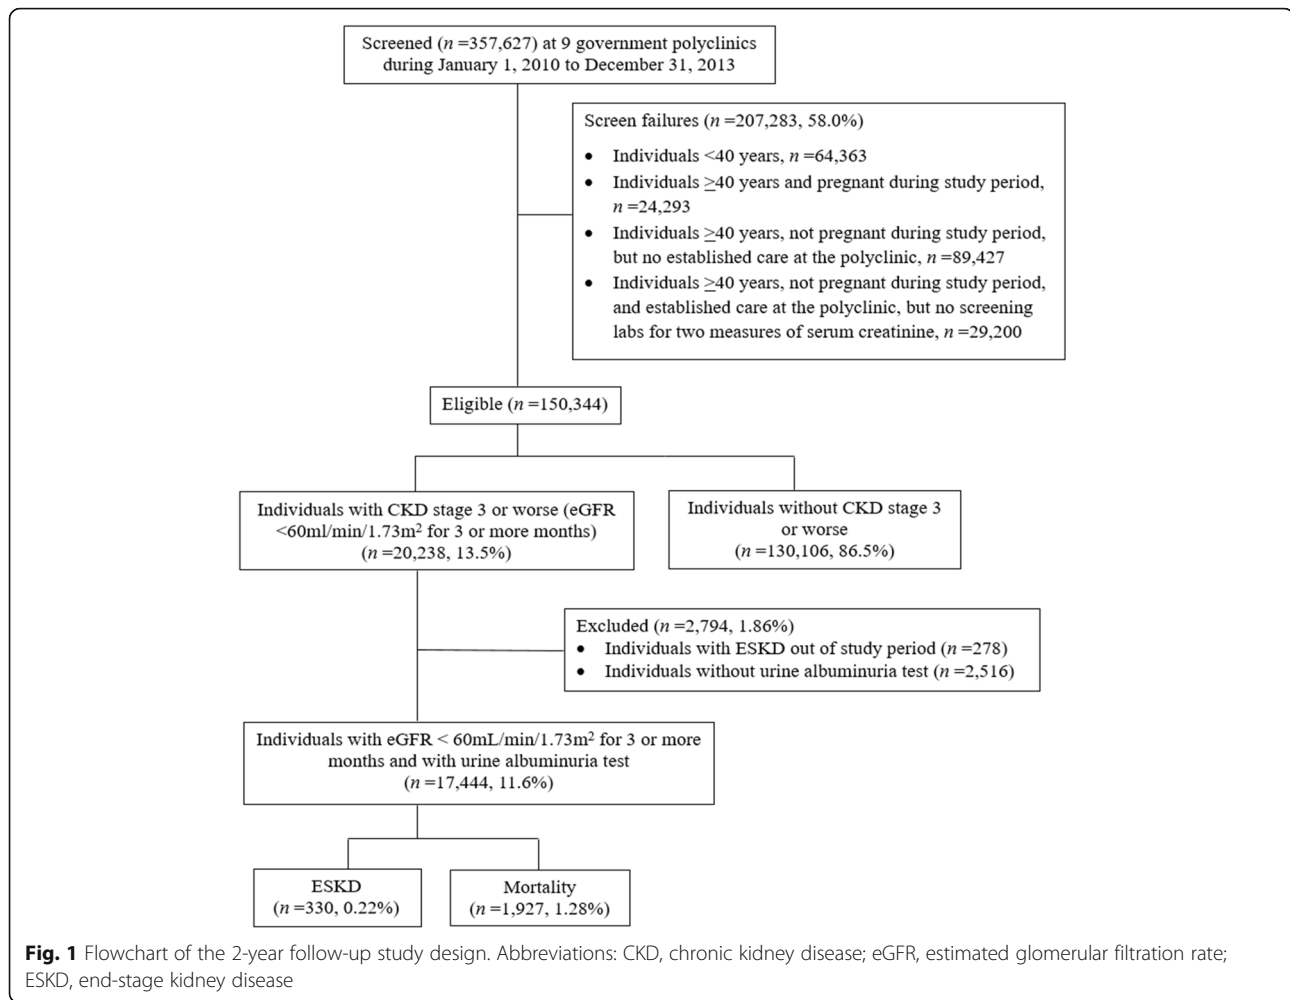 Screened (n =357,627) at 9 government polyclinics
during January 1, 2010 to December 31, 2013
Screen failures (n =207,283, 58.0%)
• Individuals <40 years, n =64,363
• Individuals ≥40 years and pregnant during study period,
n =24,293
• Individuals ≥40 years, not pregnant during study period,
but no established care at the polyclinic, n =89,427
• Individuals ≥40 years, not pregnant during study period,
and established care at the polyclinic, but no screening
labs for two measures of serum creatinine, n =29,200
Eligible (n =150,344)
Individuals with CKD stage 3 or worse (eGFR
<60ml/min/1.73m² for 3 or more months)
(n =20,238, 13.5%)
Individuals without CKD stage 3
or worse
(n =130,106, 86.5%)
Excluded (n =2,794, 1.86%)
• Individuals with ESKD out of study period (n =278)
• Individuals without urine albuminuria test (n =2,516)
Individuals with eGFR < 60mL/min/1.73m² for 3 or more
months and with urine albuminuria test
(n =17,444, 11.6%)
ESKD
(n =330, 0.22%)
Mortality
(n =1,927, 1.28%)
Fig. 1 Flowchart of the 2-year follow-up study design. Abbreviations: CKD, chronic kidney disease; eGFR, estimated glomerular filtration rate;
ESKD, end-stage kidney disease